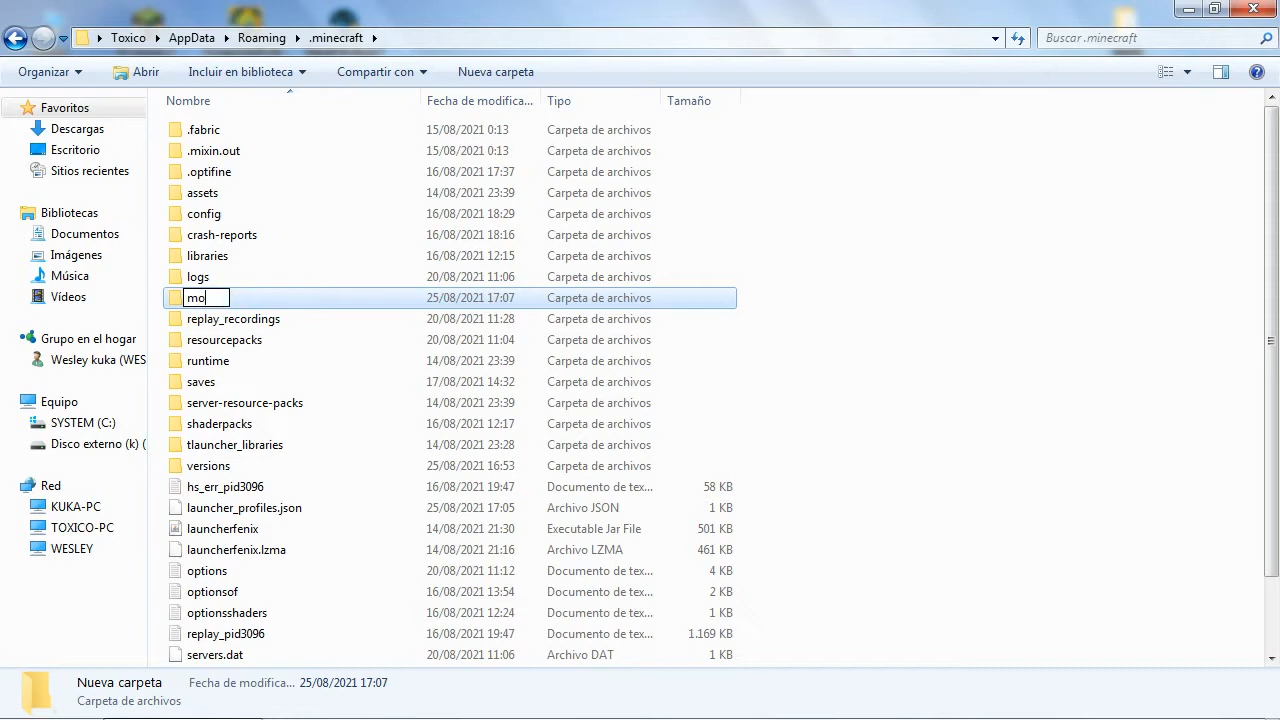 Toxico AppData Roaming .minecraft
Buscar .minecraft
Organizar Abrir Incluir en biblioteca Compartir con Nueva carpeta
Favoritos
Descargas
Escritorio
Sitios recientes
Bibliotecas
Documentos
Imágenes
Música
Vídeos
Grupo en el hogar
Wesley kuka (WES
Equipo
SYSTEM (C:)
Disco externo (k) (
Red
KUKA-PC
TOXICO-PC
WESLEY
Nombre Fecha de modifica... Tipo Tamaño
.fabric 15/08/2021 0:13 Carpeta de archivos
.mixin.out 15/08/2021 0:13 Carpeta de archivos
.optifine 16/08/2021 17:37 Carpeta de archivos
assets 14/08/2021 23:39 Carpeta de archivos
config 16/08/2021 18:29 Carpeta de archivos
crash-reports 16/08/2021 18:16 Carpeta de archivos
libraries 16/08/2021 12:15 Carpeta de archivos
logs 20/08/2021 11:06 Carpeta de archivos
mo 25/08/2021 17:07 Carpeta de archivos
replay_recordings 20/08/2021 11:28 Carpeta de archivos
resourcepacks 20/08/2021 11:04 Carpeta de archivos
runtime 14/08/2021 23:39 Carpeta de archivos
saves 17/08/2021 14:32 Carpeta de archivos
server-resource-packs 14/08/2021 23:39 Carpeta de archivos
shaderpacks 16/08/2021 12:17 Carpeta de archivos
tlauncher_libraries 14/08/2021 23:28 Carpeta de archivos
versions 25/08/2021 16:53 Carpeta de archivos
hs_err_pid3096 16/08/2021 19:47 Documento de tex... 58 KB
launcher_profiles.json 25/08/2021 17:05 Archivo JSON 1 KB
launcherfenix 14/08/2021 21:30 Executable Jar File 501 KB
launcherfenix.lzma 14/08/2021 21:16 Archivo LZMA 461 KB
options 20/08/2021 11:12 Documento de tex... 4 KB
optionsof 16/08/2021 13:54 Documento de tex... 2 KB
optionsshaders 16/08/2021 12:24 Documento de tex... 1 KB
replay_pid3096 16/08/2021 19:47 Documento de tex... 1.169 KB
servers.dat 20/08/2021 11:06 Archivo DAT 1 KB
Nueva carpeta Fecha de modifica... 25/08/2021 17:07
Carpeta de archivos